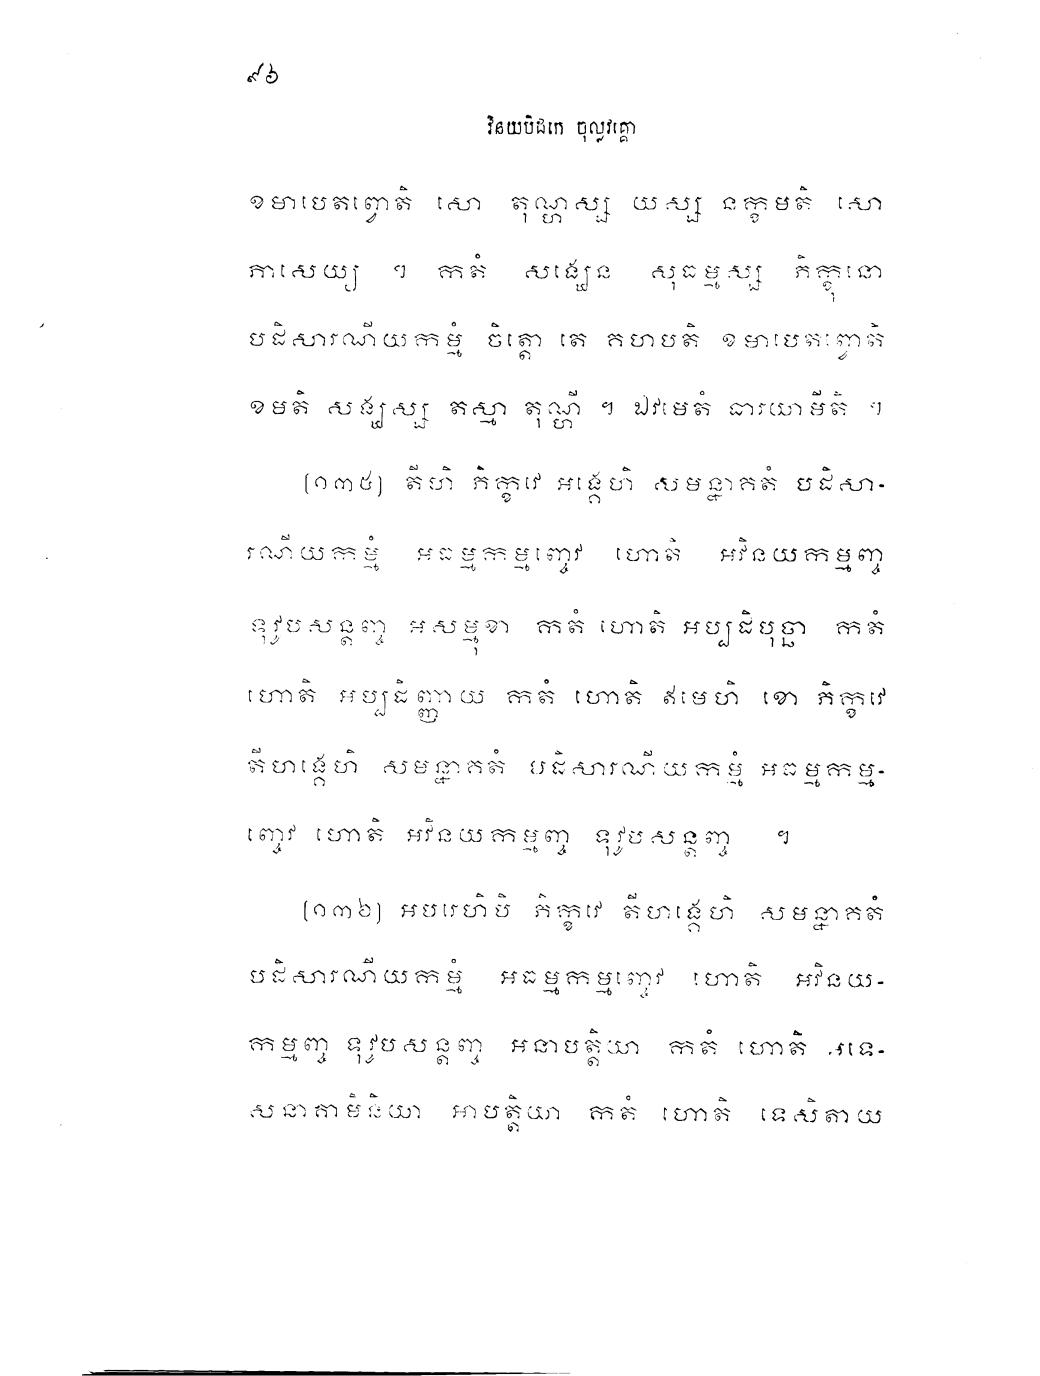 ៩៦
វិនយបិដកេ ចុល្លវគ្គោ
ខមាបេតព្វោតិ សោ តុណ្ហស្ស យស្ស នក្ខមតិ សោ
ភាសេយ្យ ។ កតំ សង្ឃេន សុធម្មស្ស ភិក្ខុនោ
បដិសារណីយកម្មំ ចិត្តោ តេ គហបតិ ខមាបេតព្វោតិ
ខមតិ សង្ឃស្ស តស្មា តុណ្ហី ។ ឯវមេតំ ធារយាមីតិ ។
[១៣៥] តីហិ ភិក្ខវេ អង្គេហិ សមន្នាគតំ បដិសា-
រណីយកម្មំ អធម្មកម្មញ្ចេវ ហោតិ អវិនយកម្មញ្ច
ទុវូបសន្តញ្ច អសម្មុខា កតំ ហោតិ អប្បដិបុច្ឆា កតំ
ហោតិ អប្បដិញ្ញាយ កតំ ហោតិ ឥមេហិ ខោ ភិក្ខវេ
តីហង្គេហិ សមន្នាគតំ បដិសារណីយកម្មំ អធម្មកម្ម-
ញ្ចេវ ហោតិ អវិនយកម្មញ្ច ទុវូបសន្តញ្ច ។
[១៣៦] អបរេហិបិ ភិក្ខវេ តីហង្គេហិ សមន្នាគតំ
បដិសារណីយកម្មំ អធម្មកម្មញ្ចេវ ហោតិ អវិនយ-
កម្មញ្ច ទុវូបសន្តញ្ច អនាបត្តិយា កតំ ហោតិ អទេ-
សនាគាមិនិយា អាបត្តិយា កតំ ហោតិ ទេសិតាយ